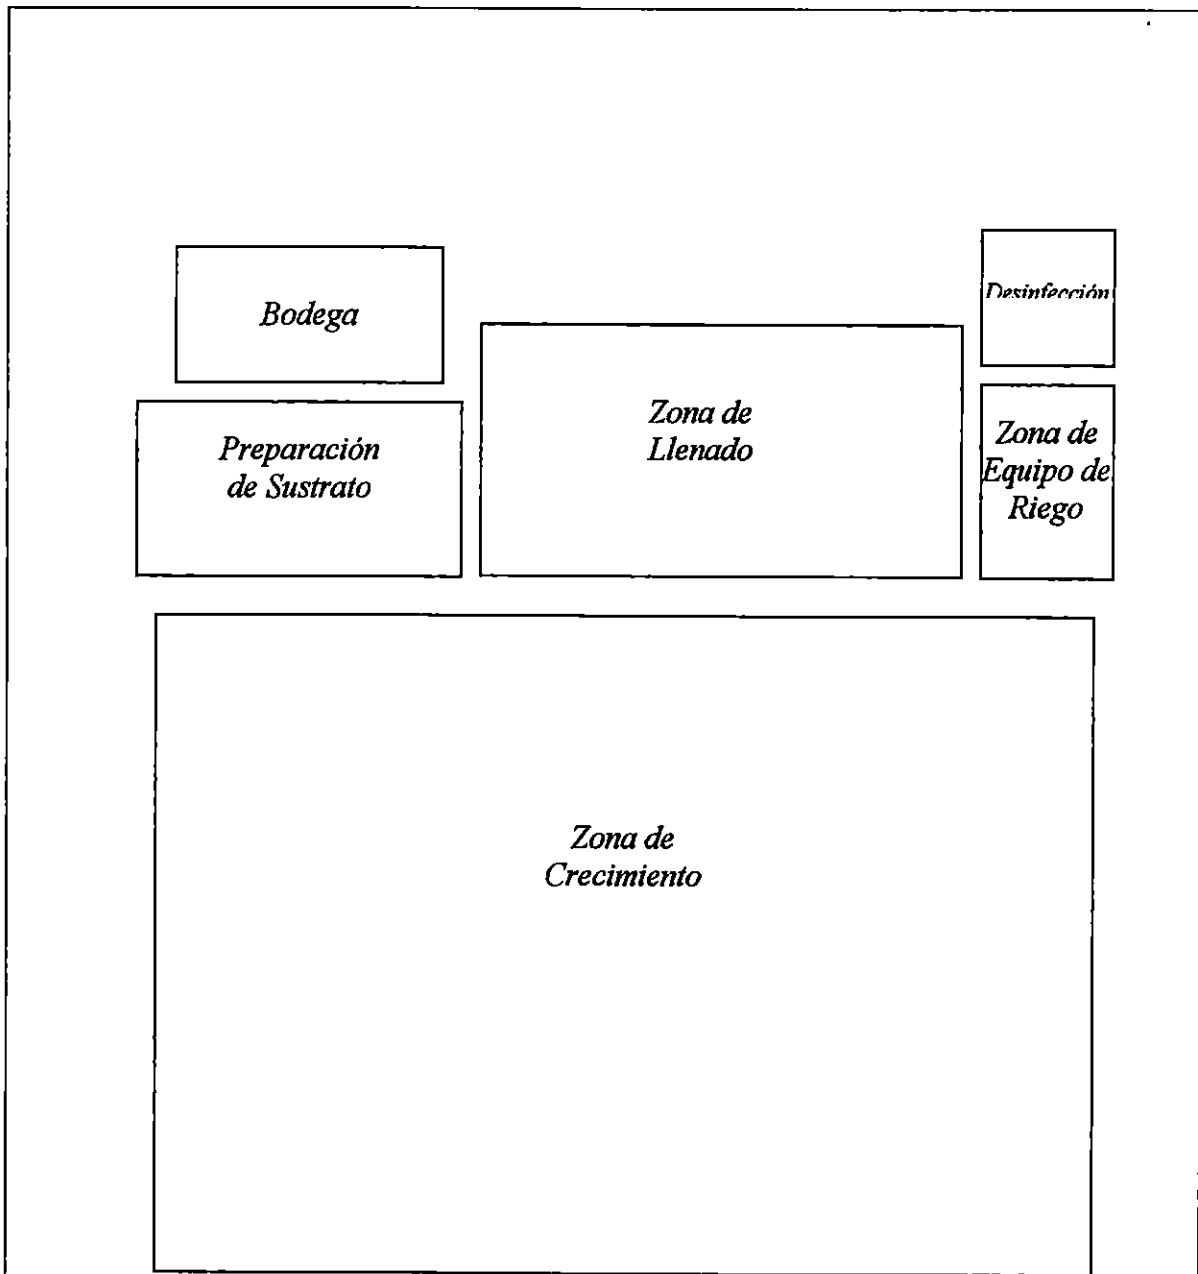 Bodega
Desinfección
Preparación
de Sustrato
Zona de
Llenado
Zona de
Equipo de
Riego
Zona de
Crecimiento